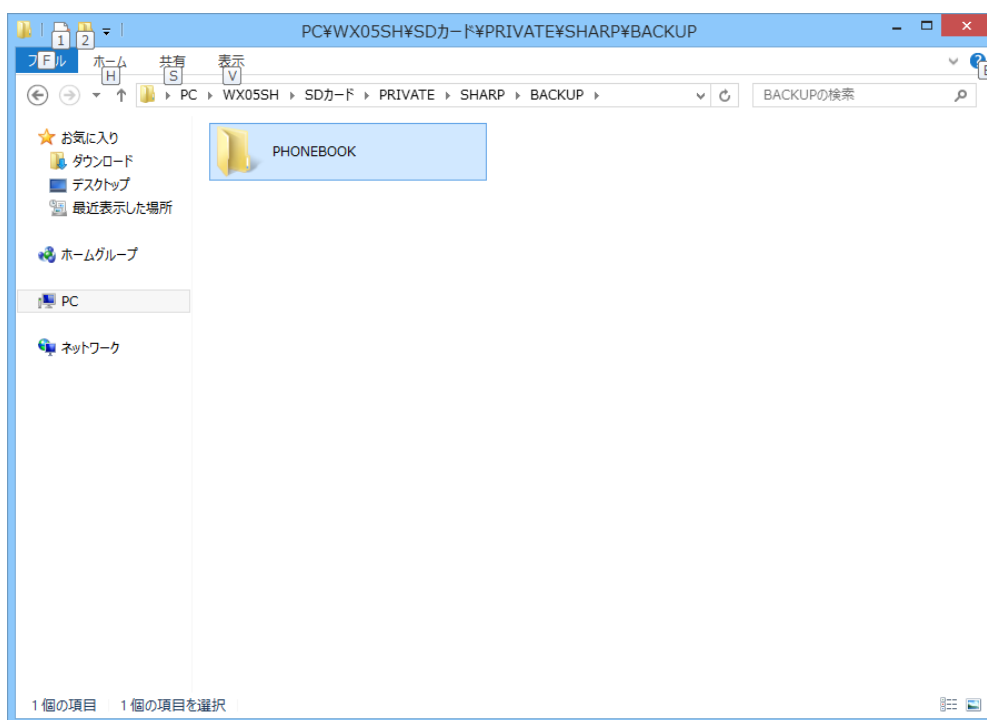 PC¥WX05SH¥SDカード¥PRIVATE¥SHARP¥BACKUP
1 2
フ F ル ホーム 共有 表示
H S V
PC WX05SH SDカード PRIVATE SHARP BACKUP BACKUPの検索
お気に入り
ダウンロード
デスクトップ
最近表示した場所
ホームグループ
PC
ネットワーク
PHONEBOOK
1 個の項目 1 個の項目を選択